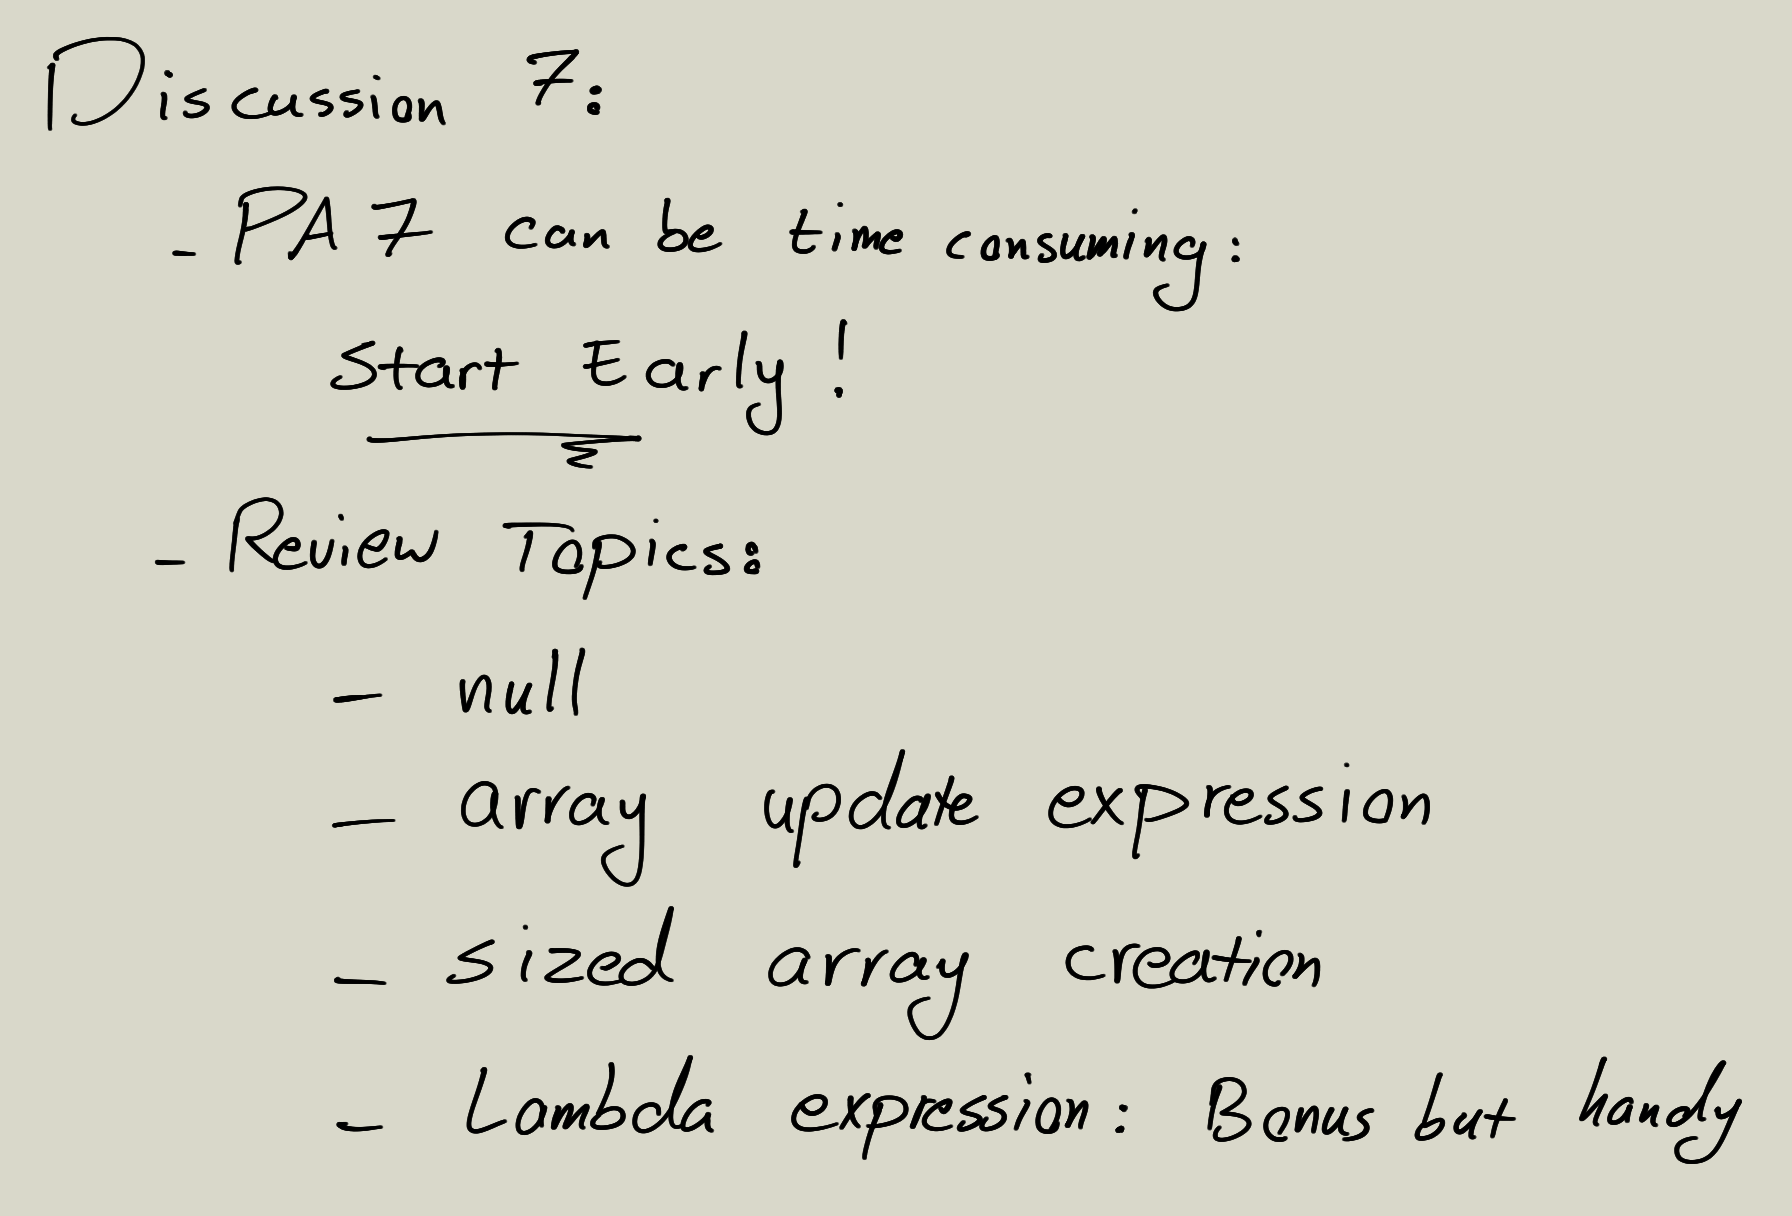 Discussion 7:
- PA 7 can be time consuming:
Start Early!
- Review Topics:
- null
- array update expression
- sized array creation
- Lambda expression: Bonus but handy